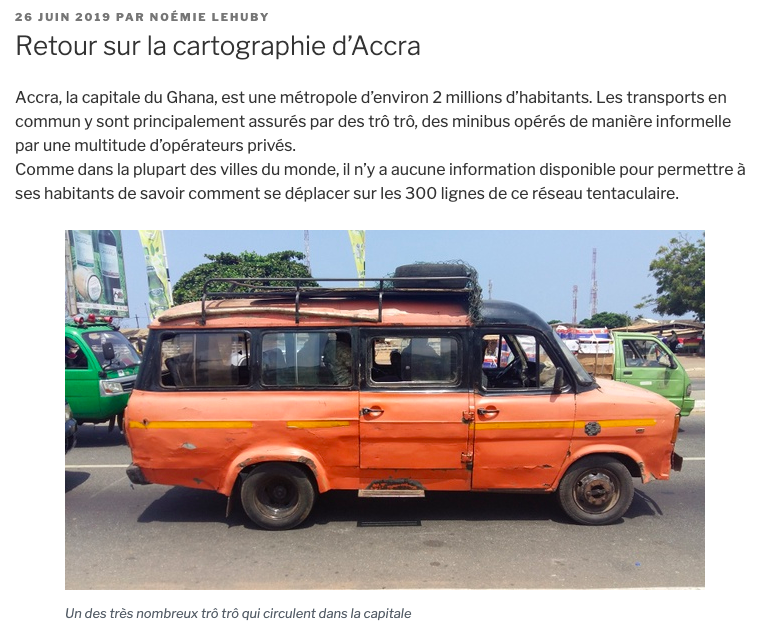 26 JUIN 2019 PAR NOÉMIE LEHUBY
Retour sur la cartographie d’Accra
Accra, la capitale du Ghana, est une métropole d’environ 2 millions d’habitants. Les transports en
commun y sont principalement assurés par des trô trô, des minibus opérés de manière informelle
par une multitude d’opérateurs privés.
Comme dans la plupart des villes du monde, il n’y a aucune information disponible pour permettre à
ses habitants de savoir comment se déplacer sur les 300 lignes de ce réseau tentaculaire.
Un des très nombreux trô trô qui circulent dans la capitale